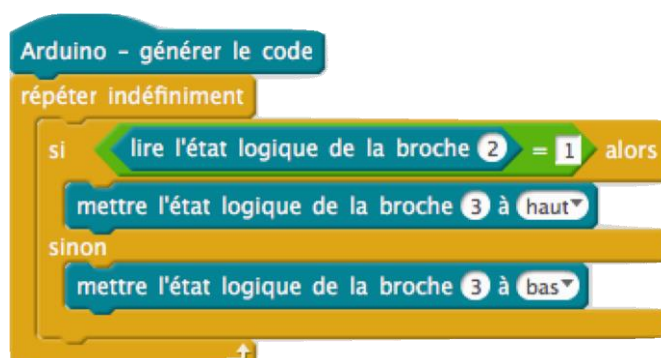 Arduino - générer le code
répéter indéfiniment
si lire l'état logique de la broche 2 = 1 alors
mettre l'état logique de la broche 3 à haut
sinon
mettre l'état logique de la broche 3 à bas